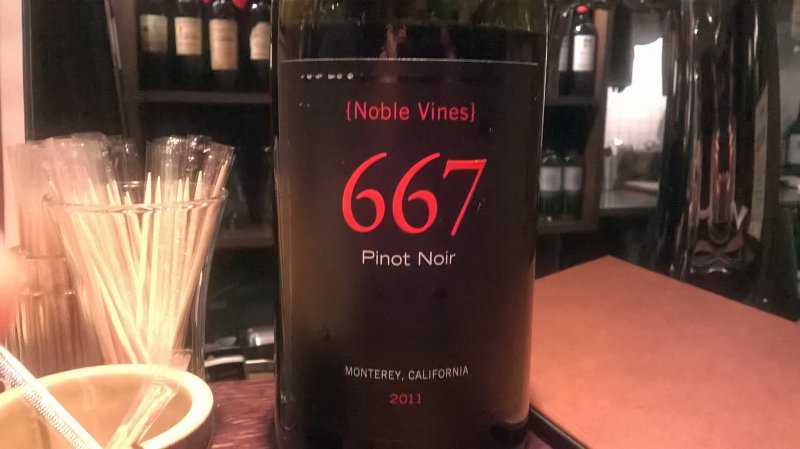 {Noble Vines}
667
Pinot Noir
MONTEREY, CALIFORNIA
2011